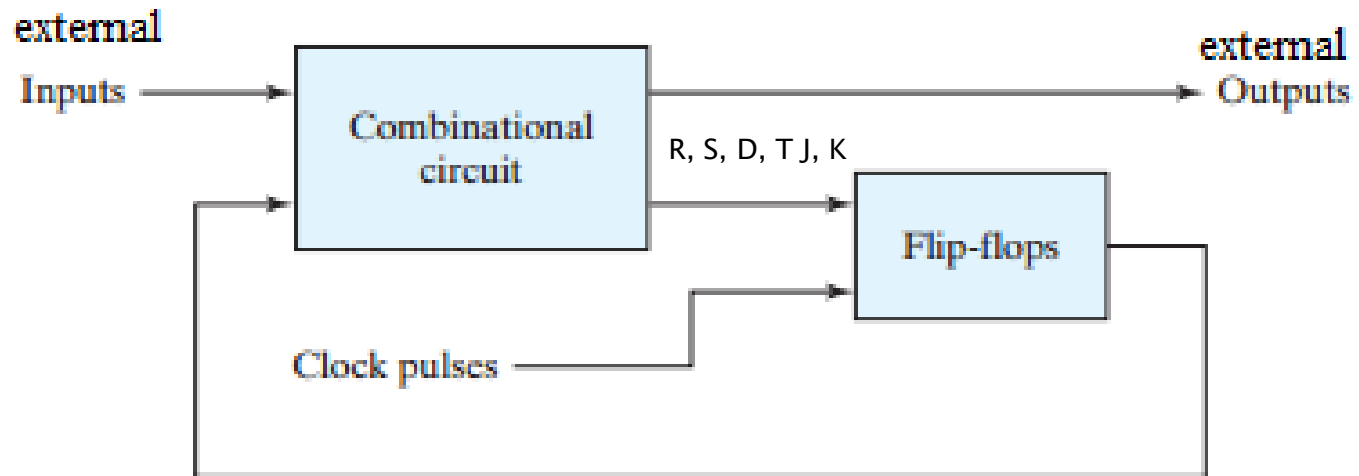 external
Inputs
Combinational
circuit
external
Outputs
R, S, D, T J, K
Flip-flops
Clock pulses